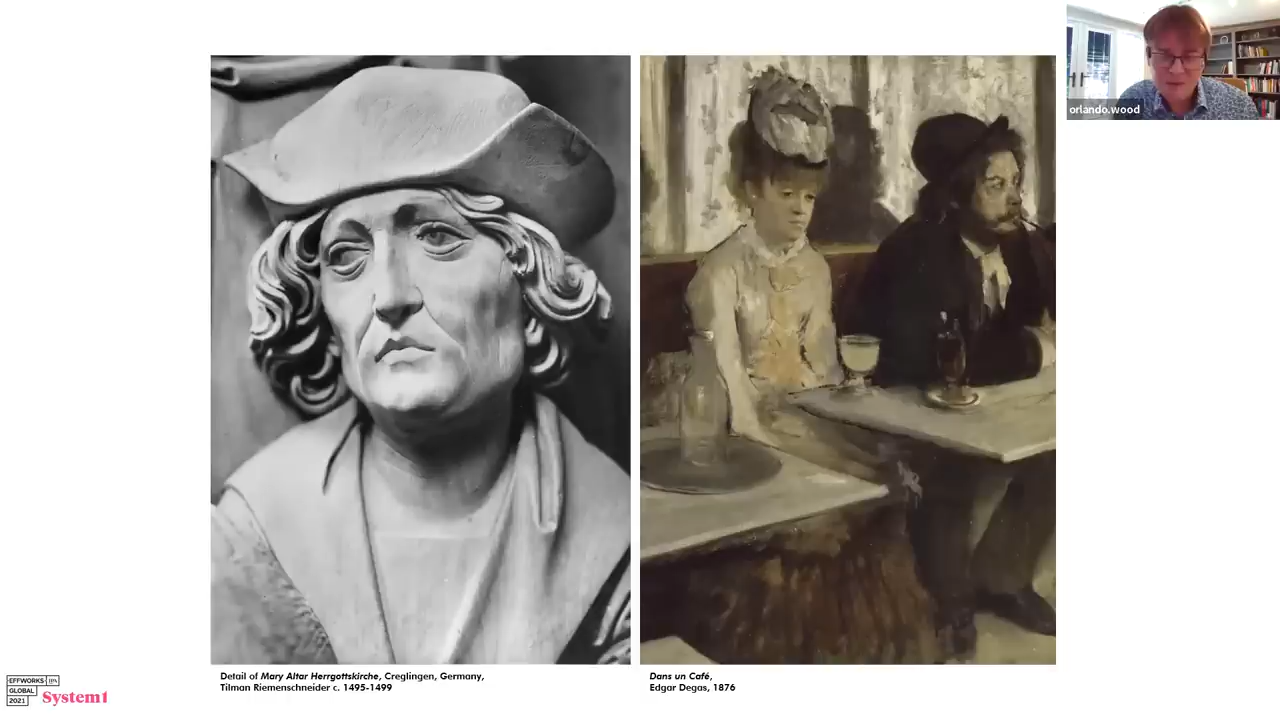 orlando.wood
Detail of Mary Altar Herrgottskirche, Creglingen, Germany,
Tilman Riemenschneider c. 1495-1499
Dans un Café,
Edgar Degas, 1876
EFFWORKS IPA
GLOBAL
2021
System1